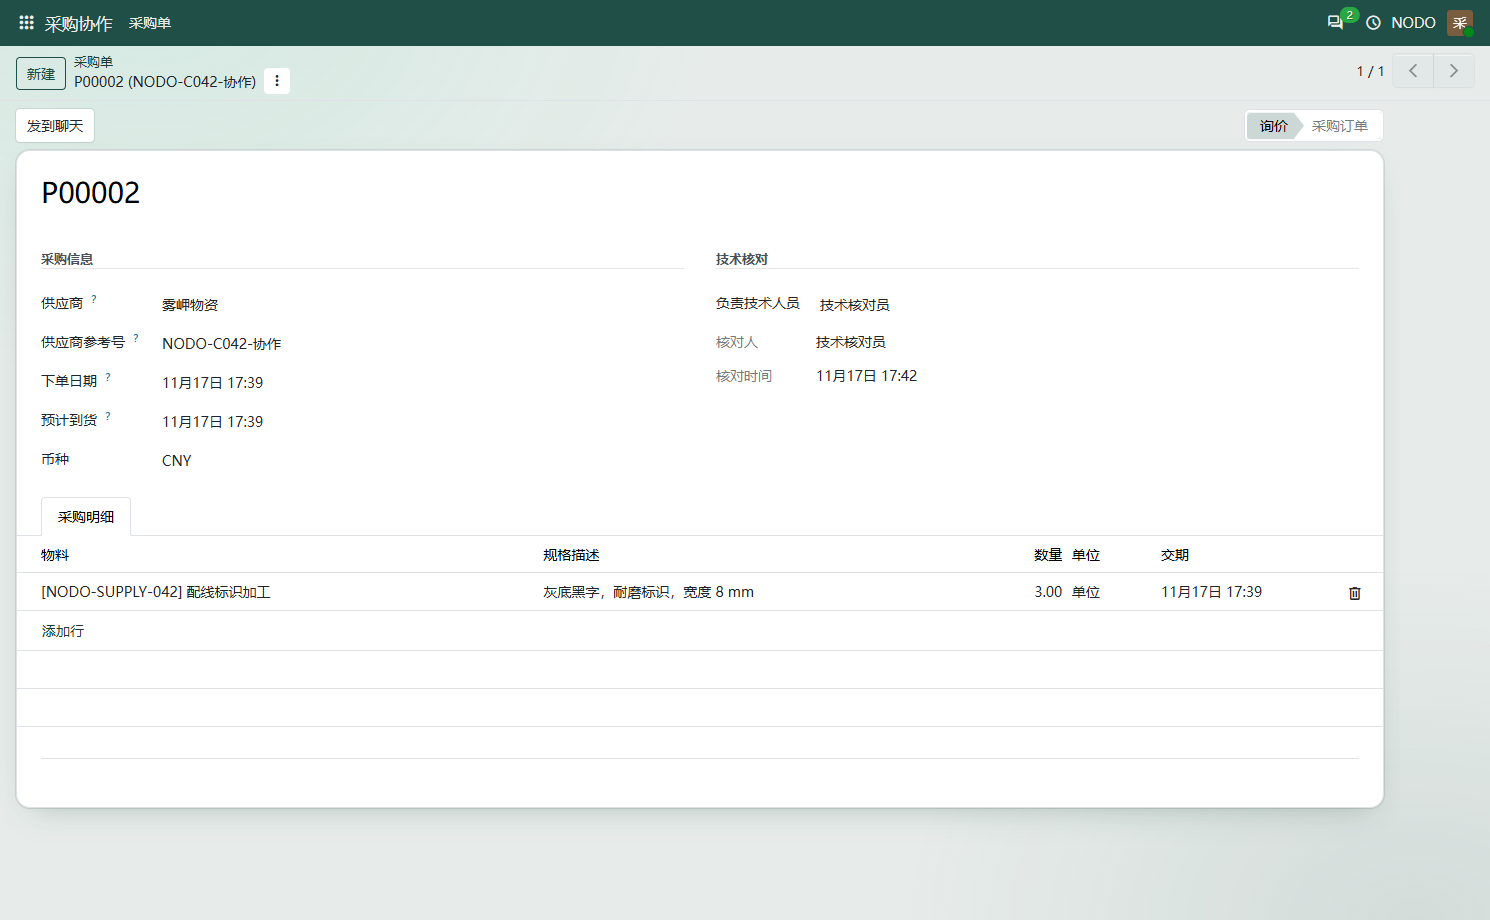 采购协作 采购单 2 NODO 采
新建 采购单
P00002 (NODO-C042-协作) 1 / 1
发到聊天 询价 采购订单
P00002
采购信息 技术核对
供应商 ? 雾岬物资 负责技术人员 技术核对员
供应商参考号 ? NODO-C042-协作 核对人 技术核对员
下单日期 ? 11月17日 17:39 核对时间 11月17日 17:42
预计到货 ? 11月17日 17:39
币种 CNY
采购明细
物料 规格描述 数量 单位 交期
[NODO-SUPPLY-042] 配线标识加工 灰底黑字，耐磨标识，宽度 8 mm 3.00 单位 11月17日 17:39
添加行